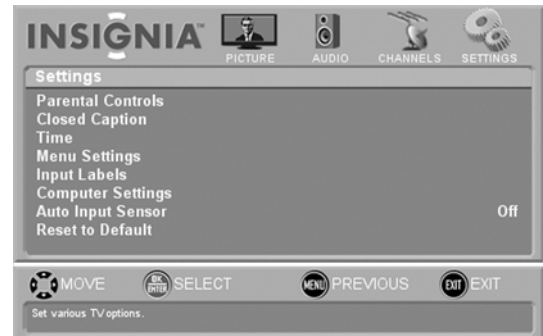 INSIGNIA™ PICTURE AUDIO CHANNELS SETTINGS
Settings
Parental Controls
Closed Caption
Time
Menu Settings
Input Labels
Computer Settings
Auto Input Sensor Off
Reset to Default
MOVE OK ENTER SELECT MENU PREVIOUS EXIT EXIT
Set various TV options.